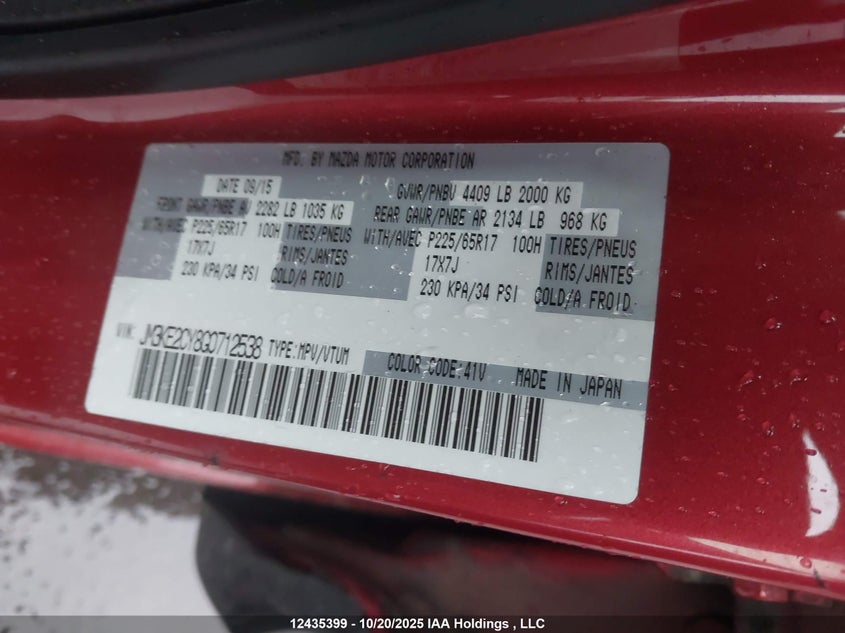 MFD. BY MAZDA MOTOR CORPORATION
DATE 09/15 GVWR/PNBV 4409 LB 2000 KG
FRONT GAWR/PNBE AV 2282 LB 1035 KG REAR GAWR/PNBE AR 2134 LB 968 KG
WITH/AVEC P225/65R17 100H TIRES/PNEUS WITH/AVEC P225/65R17 100H TIRES/PNEUS
17X7J RIMS/JANTES 17X7J RIMS/JANTES
230 KPA/34 PSI COLD/A FROID 230 KPA/34 PSI COLD/A FROID
VIN: JM3KE2CY8G0712538 TYPE:MPV/VTUM COLOR CODE:41V MADE IN JAPAN
12435399 - 10/20/2025 IAA Holdings , LLC